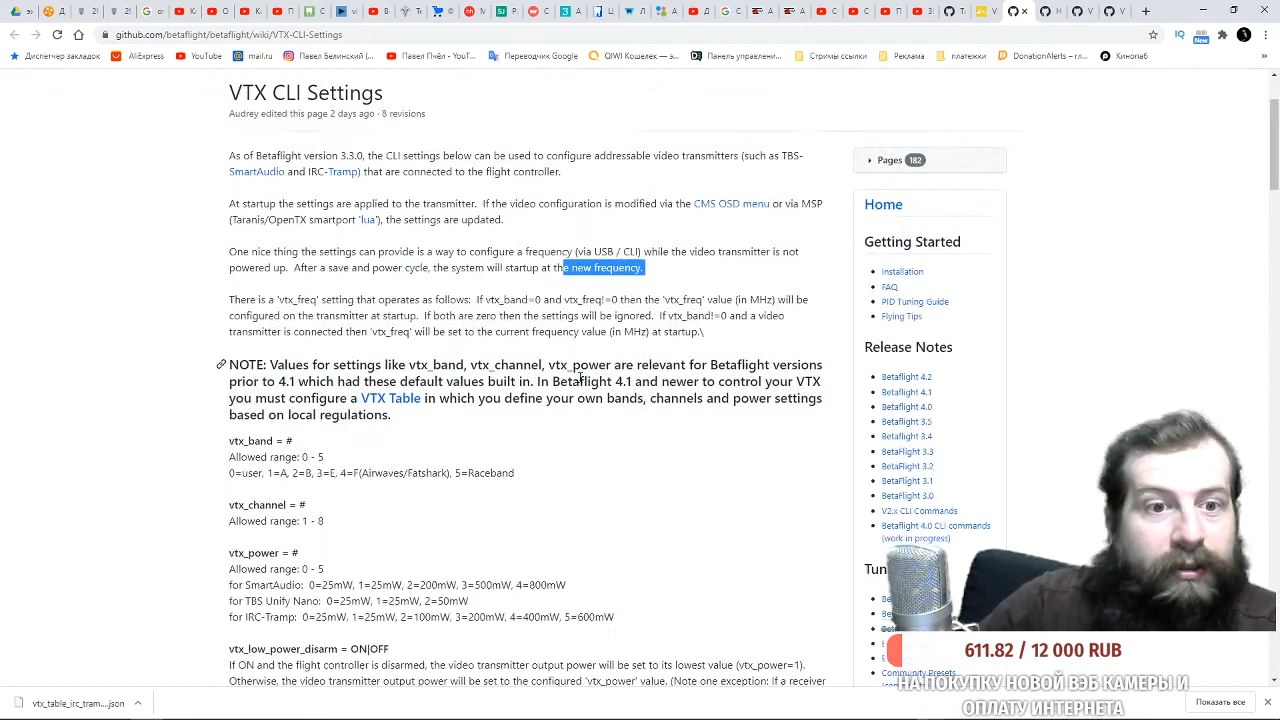 github.com/betaflight/betaflight/wiki/VTX-CLI-Settings
Диспетчер закладок
AliExpress
YouTube
mail.ru
Павел Белинский (...
Павел Пчёл - YouT...
Переводчик Google
QIWI Кошелек — э...
Панель управлени...
Стримы ссылки
Реклама
платежки
DonationAlerts – гл...
Кинопаб
VTX CLI Settings
Audrey edited this page 2 days ago · 8 revisions
As of Betaflight version 3.3.0, the CLI settings below can be used to configure addressable video transmitters (such as TBS-
SmartAudio and IRC-Tramp) that are connected to the flight controller.
At startup the settings are applied to the transmitter. If the video configuration is modified via the CMS OSD menu or via MSP
(Taranis/OpenTX smartport 'lua'), the settings are updated.
One nice thing the settings can provide is a way to configure a frequency (via USB / CLI) while the video transmitter is not
powered up. After a save and power cycle, the system will startup at the new frequency.
There is a 'vtx_freq' setting that operates as follows: If vtx_band=0 and vtx_freq!=0 then the 'vtx_freq' value (in MHz) will be
configured on the transmitter at startup. If both are zero then the settings will be ignored. If vtx_band!=0 and a video
transmitter is connected then 'vtx_freq' will be set to the current frequency value (in MHz) at startup.\
NOTE: Values for settings like vtx_band, vtx_channel, vtx_power are relevant for Betaflight versions
prior to 4.1 which had these default values built in. In Betaflight 4.1 and newer to control your VTX
you must configure a VTX Table in which you define your own bands, channels and power settings
based on local regulations.
vtx_band = #
Allowed range: 0 - 5
0=user, 1=A, 2=B, 3=E, 4=F(Airwaves/Fatshark), 5=Raceband
vtx_channel = #
Allowed range: 1 - 8
vtx_power = #
Allowed range: 0 - 5
for SmartAudio: 0=25mW, 1=25mW, 2=200mW, 3=500mW, 4=800mW
for TBS Unify Nano: 0=25mW, 1=25mW, 2=50mW
for IRC-Tramp: 0=25mW, 1=25mW, 2=100mW, 3=200mW, 4=400mW, 5=600mW
vtx_low_power_disarm = ON|OFF
If ON and the flight controller is disarmed, the video transmitter output power will be set to its lowest value (vtx_power=1).
Otherwise, the video transmitter output power will be set to the configured 'vtx_power' value. (Note one exception: If a receiver
Pages 182
Home
Getting Started
Installation
FAQ
PID Tuning Guide
Flying Tips
Release Notes
Betaflight 4.2
Betaflight 4.1
Betaflight 4.0
Betaflight 3.5
Betaflight 3.4
BetaFlight 3.3
BetaFlight 3.2
BetaFlight 3.1
BetaFlight 3.0
V2.x CLI Commands
Betaflight 4.0 CLI commands
(work in progress)
Community Presets
611.82 / 12 000 RUB
НА ПОКУПКУ НОВОЙ ВЭБ КАМЕРЫ И
ОПЛАТУ ИНТЕРНЕТА
vtx_table_irc_tram....json
Показать все